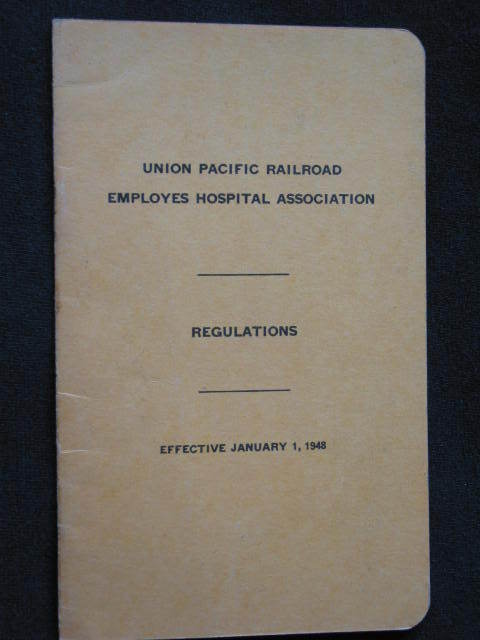 UNION PACIFIC RAILROAD
EMPLOYES HOSPITAL ASSOCIATION
REGULATIONS
EFFECTIVE JANUARY 1, 1948